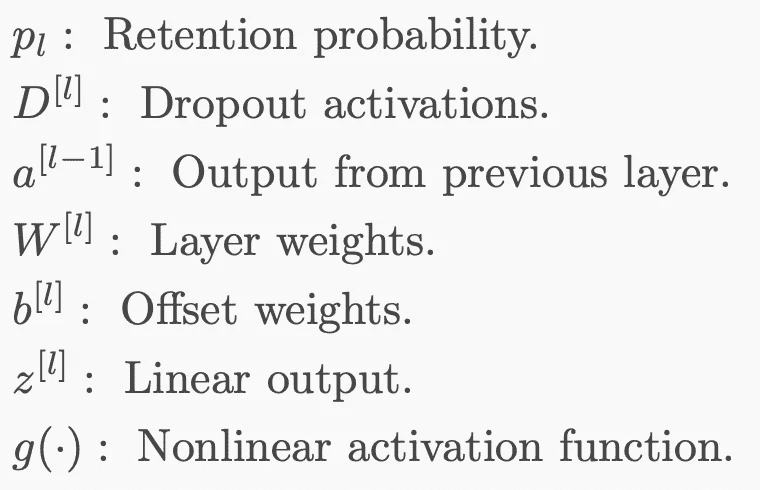 p_l : Retention probability.
D^{[l]} : Dropout activations.
a^{[l-1]} : Output from previous layer.
W^{[l]} : Layer weights.
b^{[l]} : Offset weights.
z^{[l]} : Linear output.
g(·) : Nonlinear activation function.